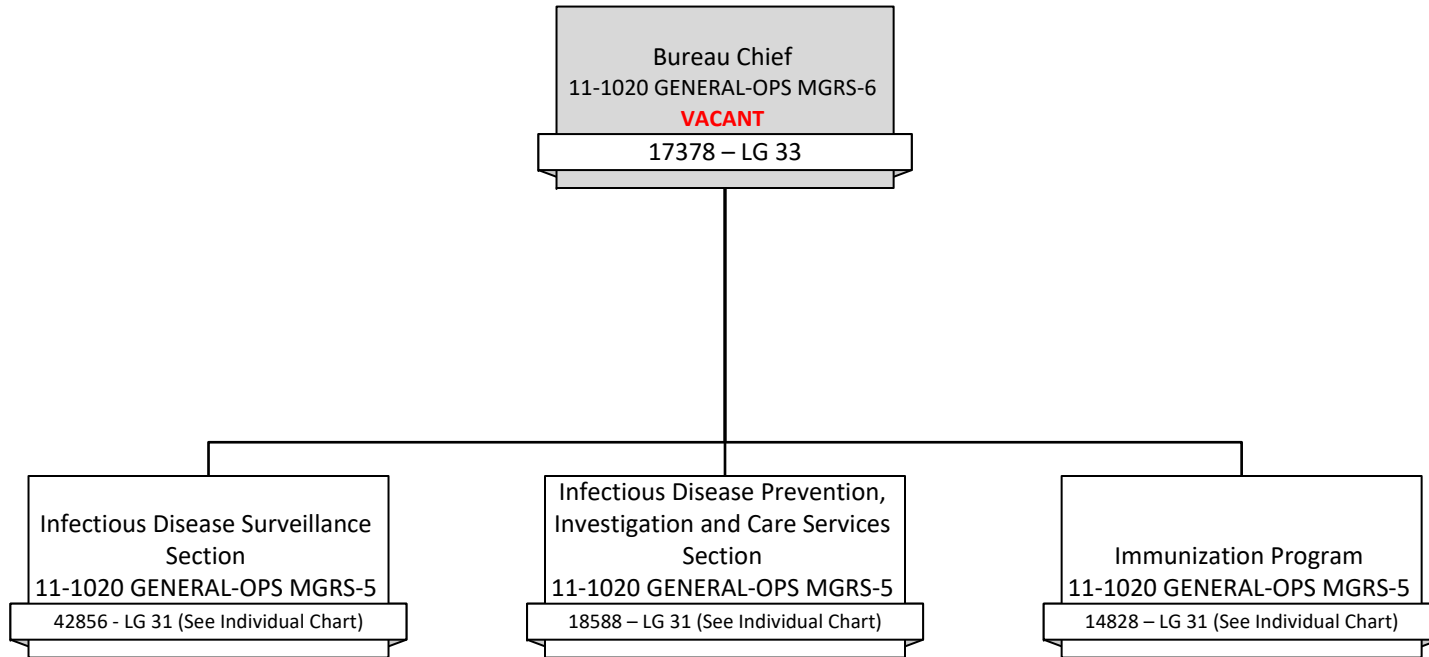 Bureau Chief
11-1020 GENERAL-OPS MGRS-6
VACANT
17378 – LG 33
Infectious Disease Surveillance
Section
11-1020 GENERAL-OPS MGRS-5
42856 - LG 31 (See Individual Chart)
Infectious Disease Prevention,
Investigation and Care Services
Section
11-1020 GENERAL-OPS MGRS-5
18588 – LG 31 (See Individual Chart)
Immunization Program
11-1020 GENERAL-OPS MGRS-5
14828 – LG 31 (See Individual Chart)